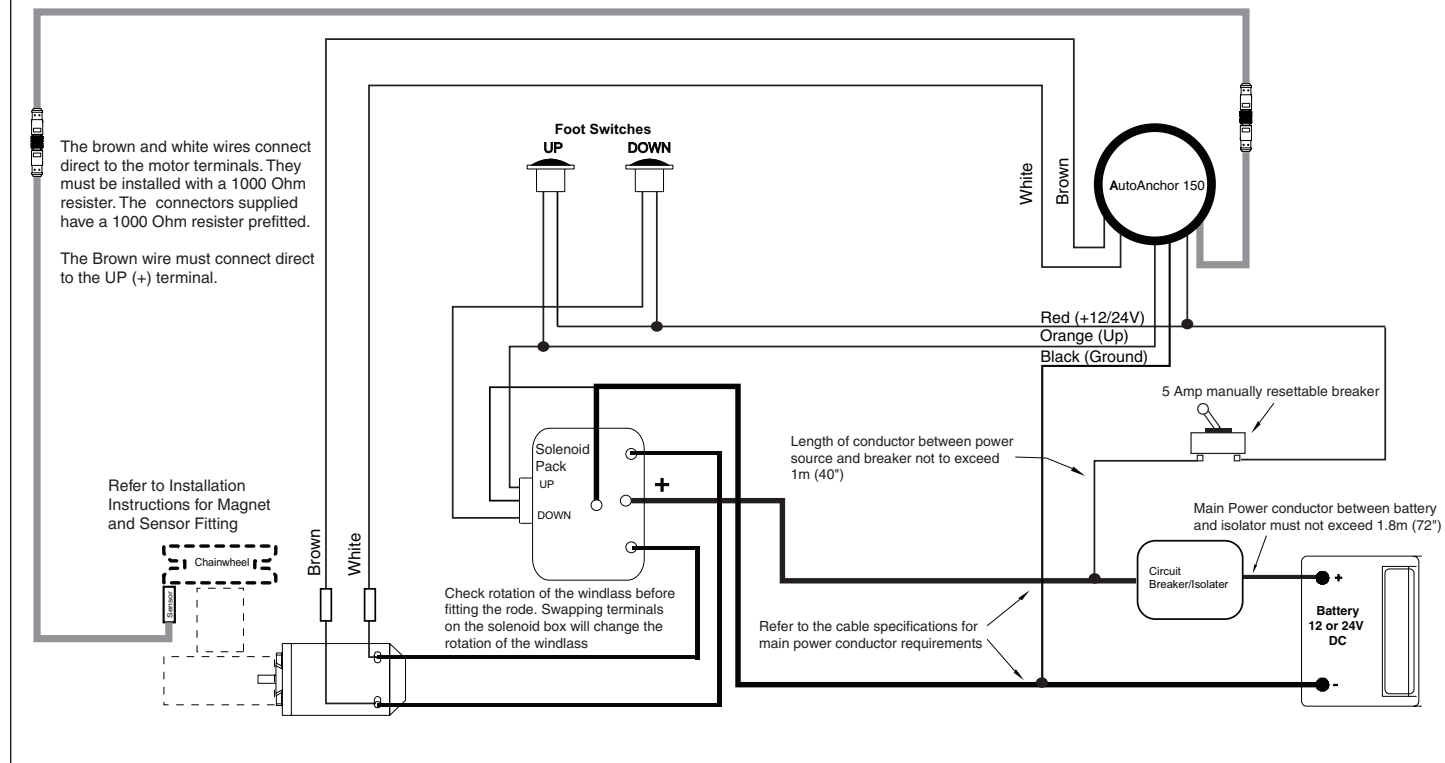 The brown and white wires connect
direct to the motor terminals. They
must be installed with a 1000 Ohm
resister. The connectors supplied
have a 1000 Ohm resister prefitted.
The Brown wire must connect direct
to the UP (+) terminal.
Foot Switches
UP
DOWN
White
Brown
AutoAnchor 150
Red (+12/24V)
Orange (Up)
Black (Ground)
5 Amp manually resettable breaker
Length of conductor between power
source and breaker not to exceed
1m (40")
Solenoid
Pack
UP
DOWN
+
Main Power conductor between battery
and isolator must not exceed 1.8m (72")
Refer to Installation
Instructions for Magnet
and Sensor Fitting
Chainwheel
Sensor
Brown
White
Check rotation of the windlass before
fitting the rode. Swapping terminals
on the solenoid box will change the
rotation of the windlass
Refer to the cable specifications for
main power conductor requirements
Circuit
Breaker/Isolater
+
Battery
12 or 24V
DC
-